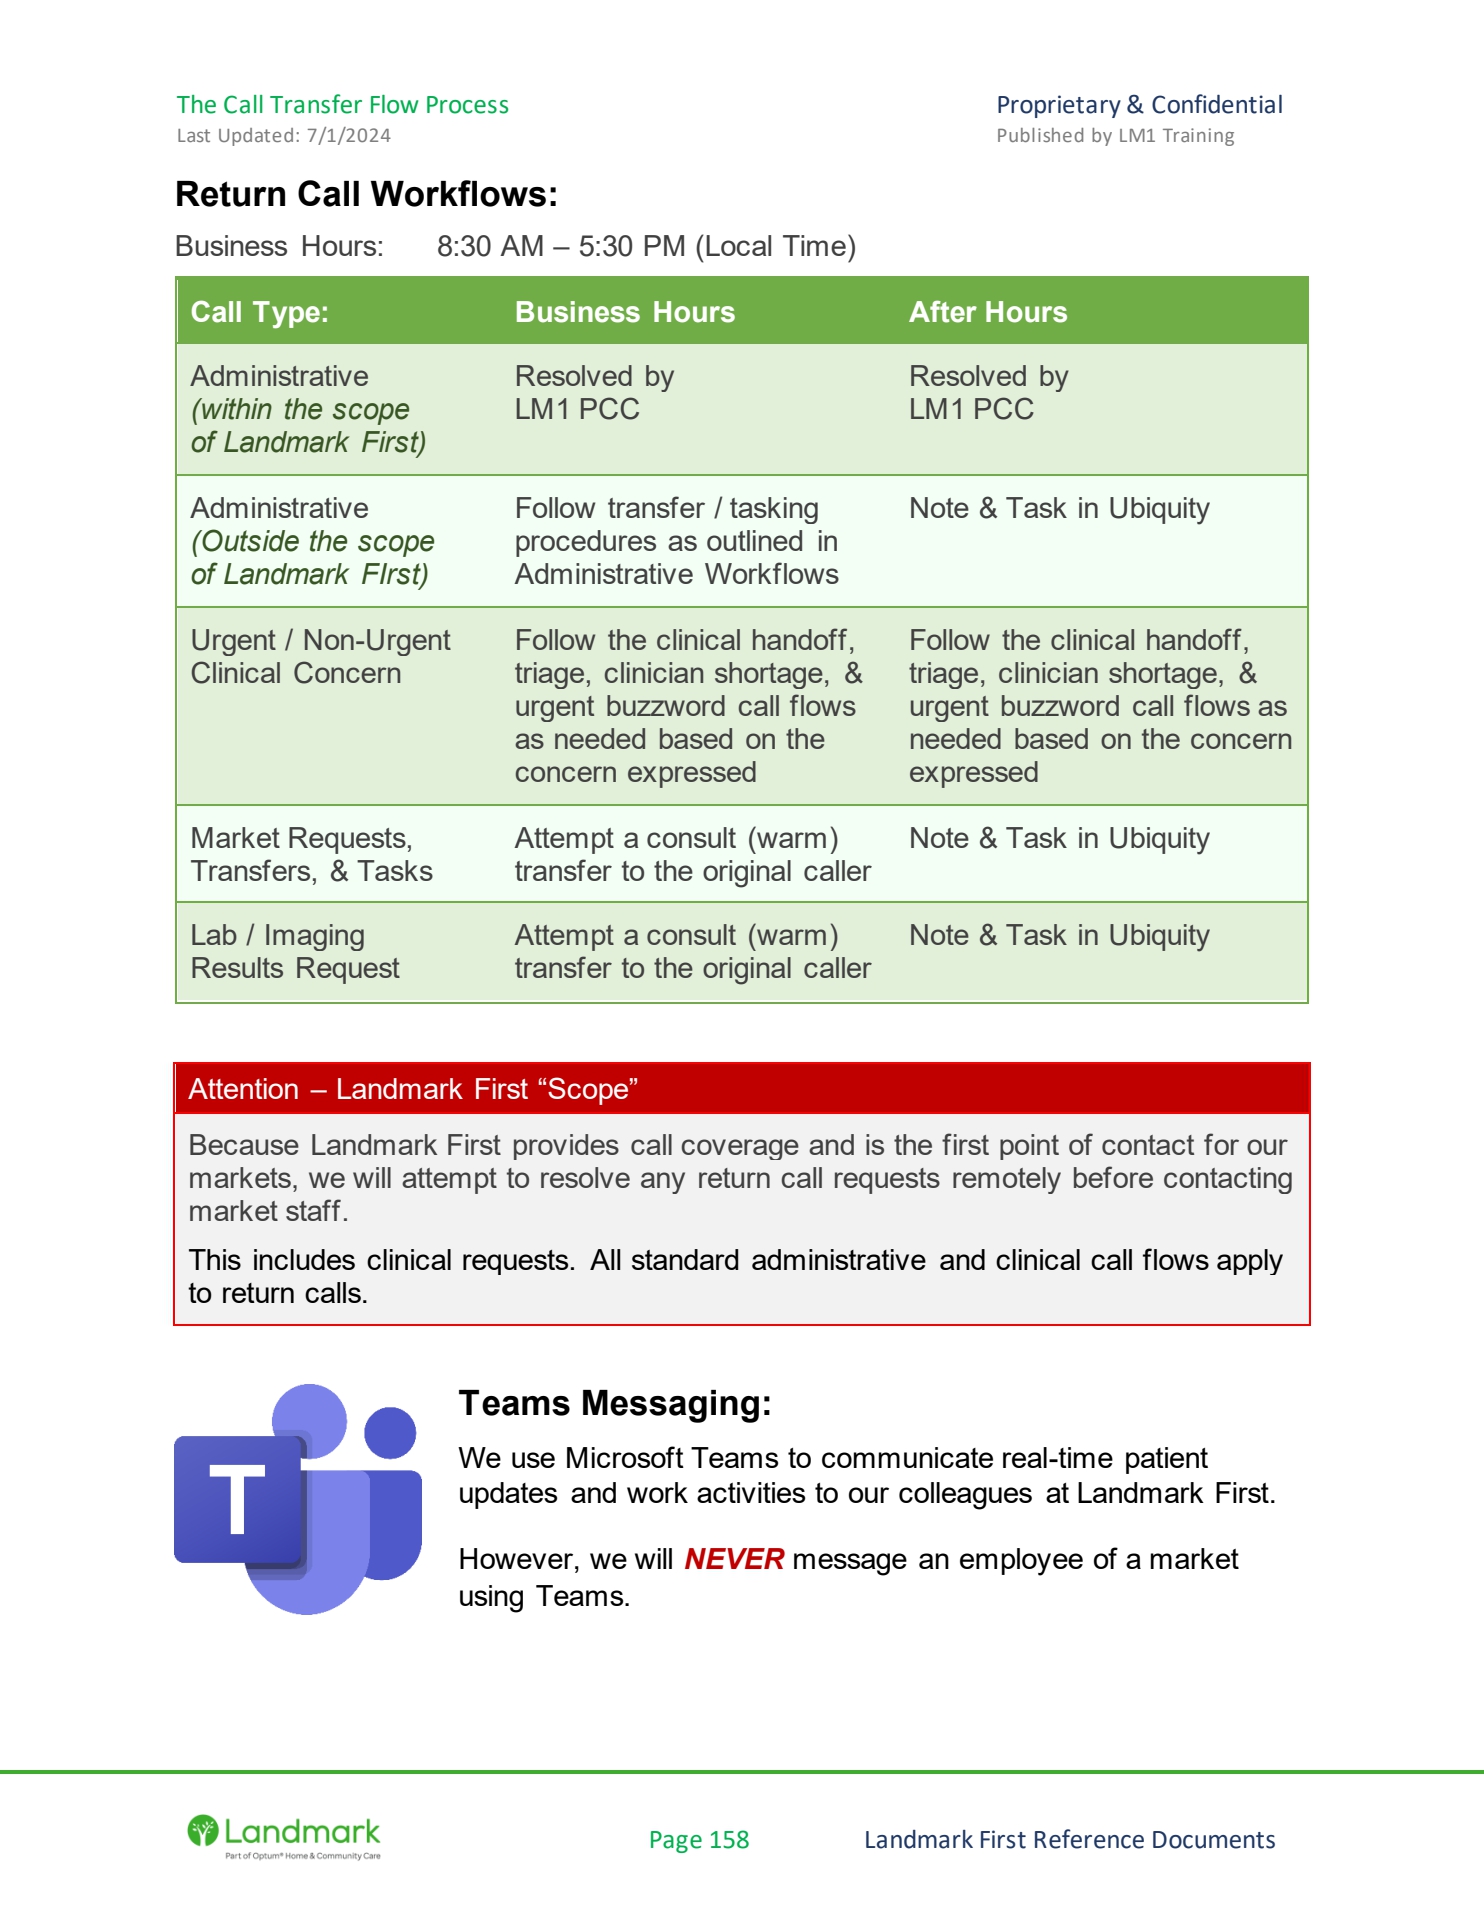 The Call Transfer Flow Process
Proprietary & Confidential
Last Updated: 7/1/2024
Published by LM1 Training
Return Call Workflows:
Business Hours: 8:30 AM – 5:30 PM (Local Time)
Call Type:
Business Hours
After Hours
Administrative
(within the scope
of Landmark First)
Resolved by
LM1 PCC
Resolved by
LM1 PCC
Administrative
(Outside the scope
of Landmark FIrst)
Follow transfer / tasking
procedures as outlined in
Administrative Workflows
Note & Task in Ubiquity
Urgent / Non-Urgent
Clinical Concern
Follow the clinical handoff,
triage, clinician shortage, &
urgent buzzword call flows
as needed based on the
concern expressed
Follow the clinical handoff,
triage, clinician shortage, &
urgent buzzword call flows as
needed based on the concern
expressed
Market Requests,
Transfers, & Tasks
Attempt a consult (warm)
transfer to the original caller
Note & Task in Ubiquity
Lab / Imaging
Results Request
Attempt a consult (warm)
transfer to the original caller
Note & Task in Ubiquity
Attention – Landmark First “Scope”
Because Landmark First provides call coverage and is the first point of contact for our
markets, we will attempt to resolve any return call requests remotely before contacting
market staff.
This includes clinical requests. All standard administrative and clinical call flows apply
to return calls.
T
Teams Messaging:
We use Microsoft Teams to communicate real-time patient
updates and work activities to our colleagues at Landmark First.
However, we will NEVER message an employee of a market
using Teams.
Landmark
Part of Optum® Home & Community Care
Page 158
Landmark First Reference Documents